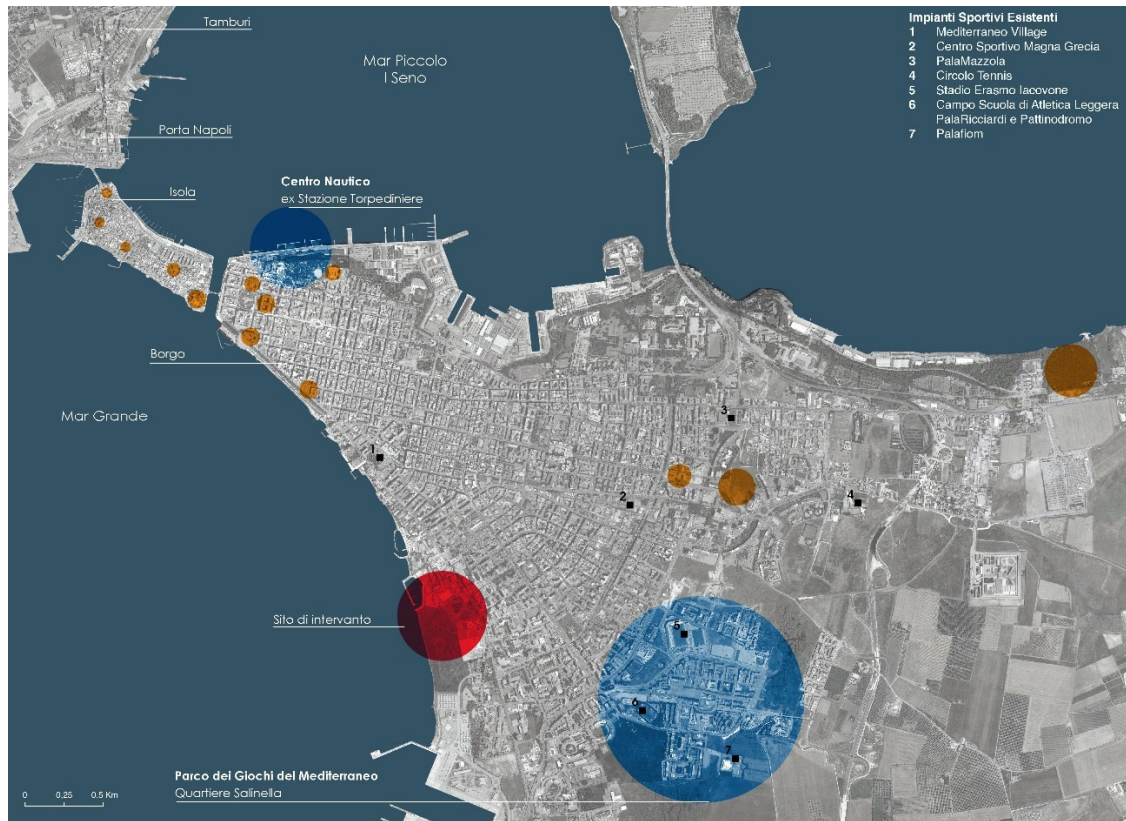 Tamburi
Mar Piccolo
I Seno
Impianti Sportivi Esistenti
1 Mediterraneo Village
2 Centro Sportivo Magna Grecia
3 PalaMazzola
4 Circolo Tennis
5 Stadio Erasmo Iacovone
6 Campo Scuola di Atletica Leggera
PalaRicciardi e Pattinodromo
7 Palafiom
Porta Napoli
Isola
Centro Nautico
ex Stazione Torpediniere
Borgo
Mar Grande
3
1
2
4
Sito di intervanto
5
6
7
Parco dei Giochi del Mediterraneo
Quartiere Salinella
0 0.25 0.5 Km